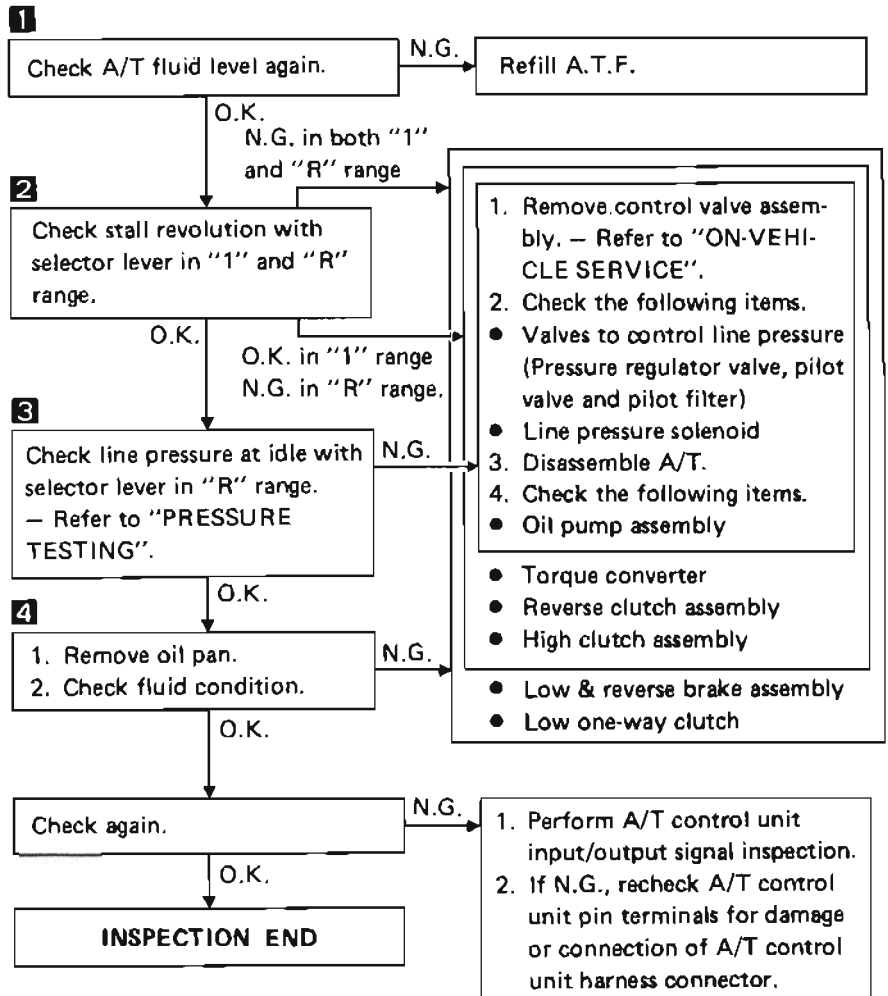 1
Check A/T fluid level again.
N.G.
Refill A.T.F.
O.K.
N.G. in both "1"
and "R" range
2
Check stall revolution with
selector lever in "1" and "R"
range.
O.K.
O.K. in "1" range
N.G. in "R" range.
3
Check line pressure at idle with
selector lever in "R" range.
— Refer to "PRESSURE
TESTING".
N.G.
O.K.
4
1. Remove oil pan.
2. Check fluid condition.
N.G.
O.K.
1. Remove control valve assem-
bly. — Refer to "ON-VEHI-
CLE SERVICE".
2. Check the following items.
● Valves to control line pressure
(Pressure regulator valve, pilot
valve and pilot filter)
● Line pressure solenoid
3. Disassemble A/T.
4. Check the following items.
● Oil pump assembly
● Torque converter
● Reverse clutch assembly
● High clutch assembly
● Low & reverse brake assembly
● Low one-way clutch
Check again.
N.G.
O.K.
INSPECTION END
1. Perform A/T control unit
input/output signal inspection.
2. If N.G., recheck A/T control
unit pin terminals for damage
or connection of A/T control
unit harness connector.